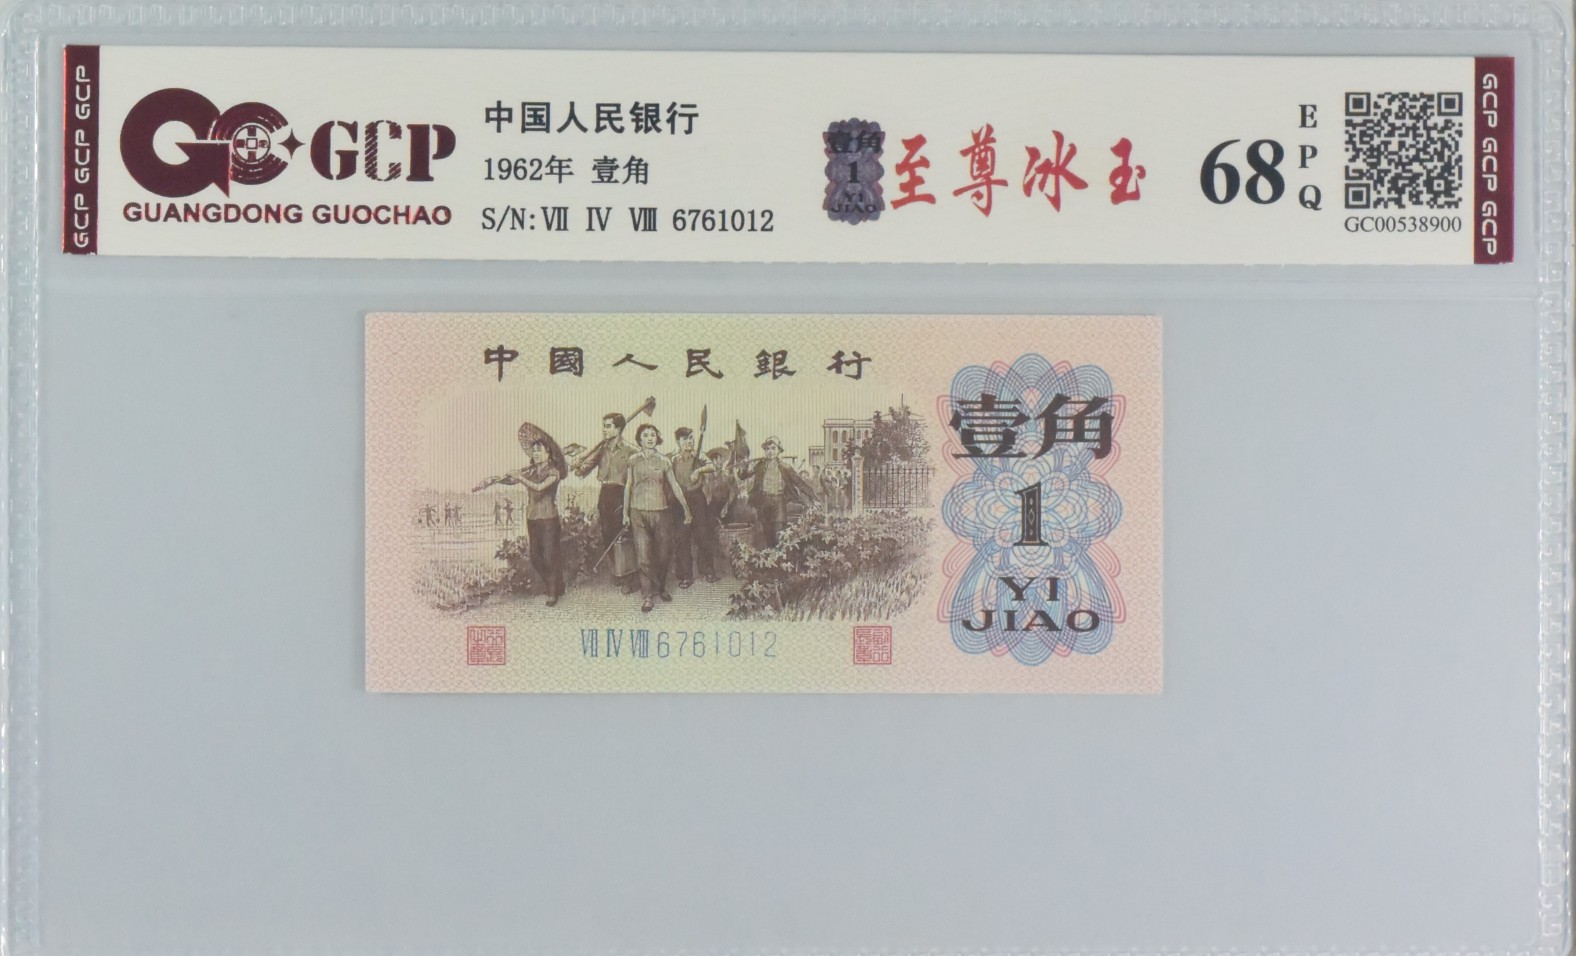 GCP GCP GCP
GCP
GUANGDONG GUOCHAO
中国人民银行
1962年 壹角
S/N: Ⅶ Ⅳ Ⅷ 6761012
壹角
1
YI
JIAO
至尊冰玉
68
EPQ
GC00538900
GCP GCP GCP
中國人民銀行
壹角
1
YI
JIAO
Ⅶ Ⅳ Ⅷ 6761012